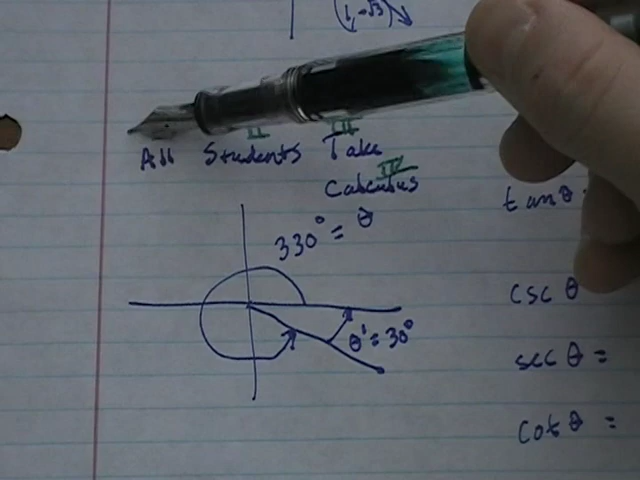 (1, -√3)
II III
All Students Take
IV
Calculus
tan θ
330° = θ
csc θ
θ' = 30°
sec θ =
cot θ =